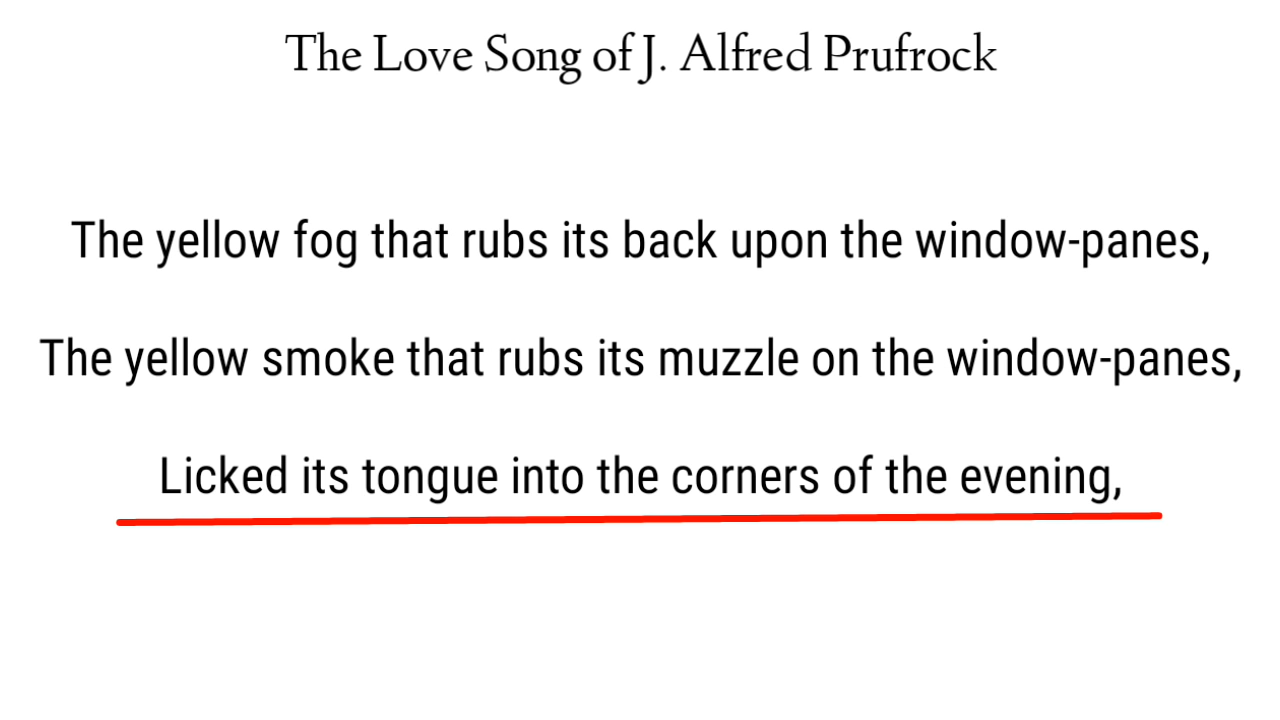 The Love Song of J. Alfred Prufrock
The yellow fog that rubs its back upon the window-panes,
The yellow smoke that rubs its muzzle on the window-panes,
Licked its tongue into the corners of the evening,